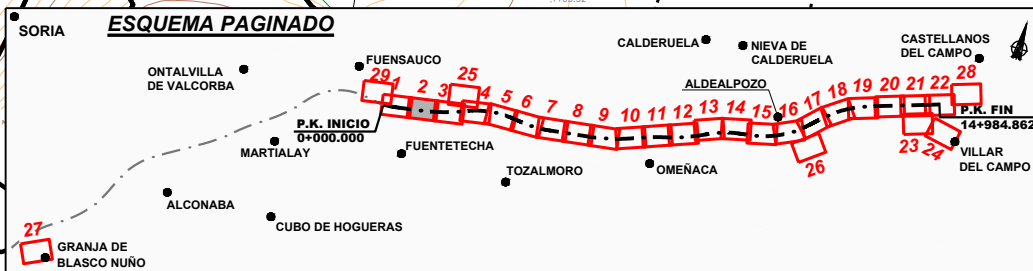 ESQUEMA PAGINADO
SORIA
ONTALVILLA
DE VALCORBA
FUENSAUCO
CALDERUELA
NIEVA DE
CALDERUELA
CASTELLANOS
DEL CAMPO
ALDEALPOZO
P.K. INICIO
0+000.000
P.K. FIN
14+984.862
MARTIALAY
FUENTETECHA
TOZALMORO
OMEÑACA
VILLAR
DEL CAMPO
ALCONABA
CUBO DE HOGUERAS
GRANJA DE
BLASCO NUÑO
29
1
2
3
25
4
5
6
7
8
9
10
11
12
13
14
15
16
17
18
19
20
21
22
28
23
24
26
27